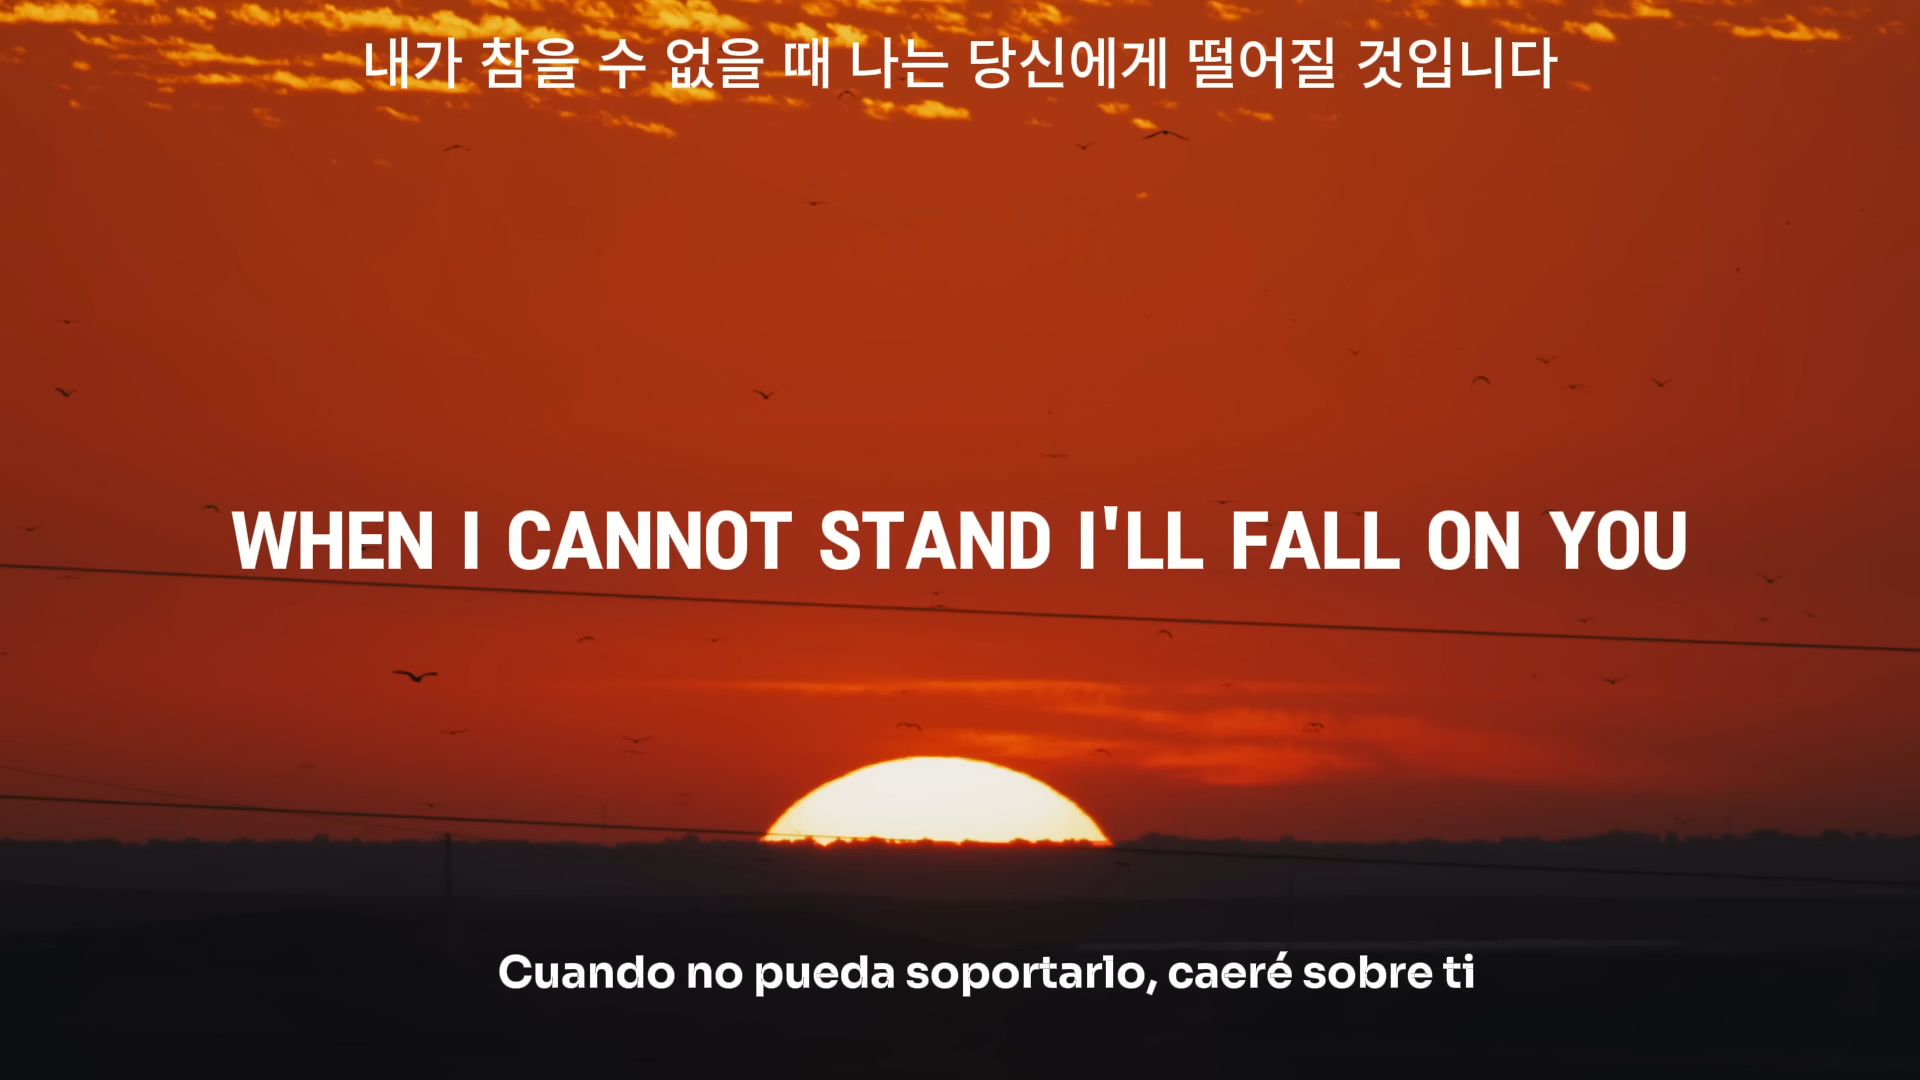 내가 참을 수 없을 때 나는 당신에게 떨어질 것입니다
WHEN I CANNOT STAND I'LL FALL ON YOU
Cuando no pueda soportarlo, caeré sobre ti